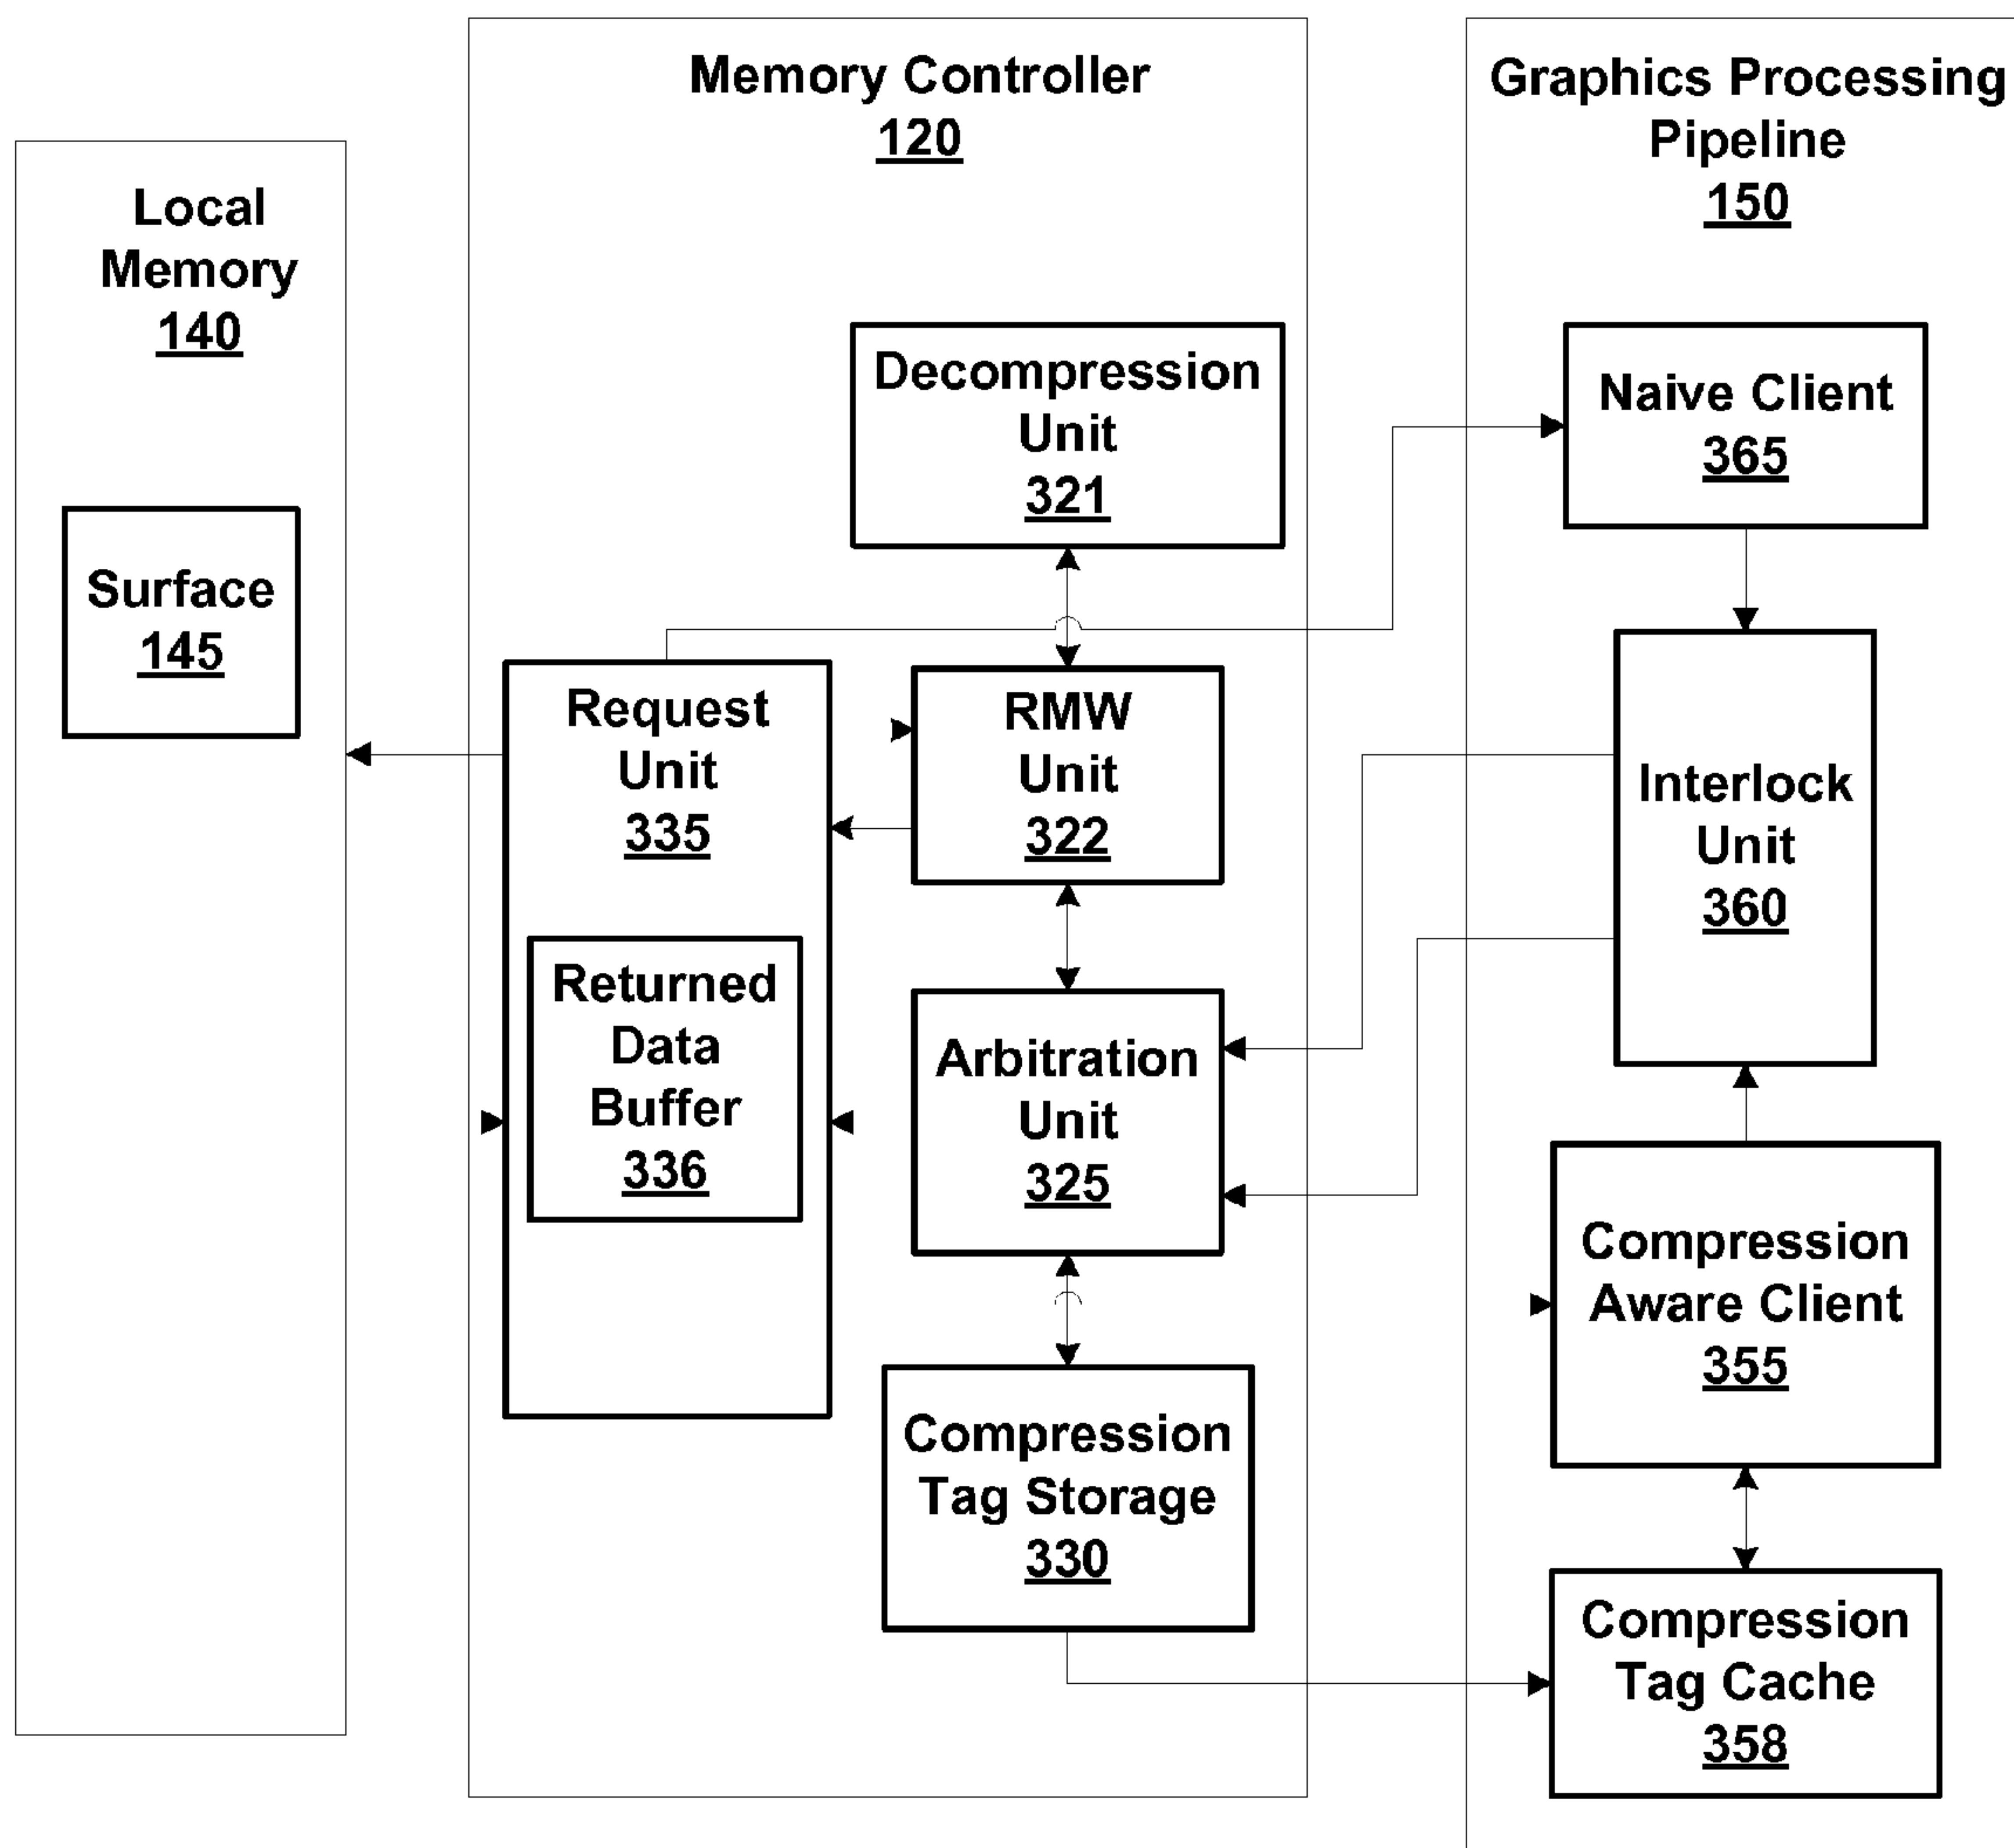 Local
Memory
140
Surface
145
Memory Controller
120
Decompression
Unit
321
Request
Unit
335
RMW
Unit
322
Returned
Data
Buffer
336
Arbitration
Unit
325
Compression
Tag Storage
330
Graphics Processing
Pipeline
150
Naive Client
365
Interlock
Unit
360
Compression
Aware Client
355
Compression
Tag Cache
358